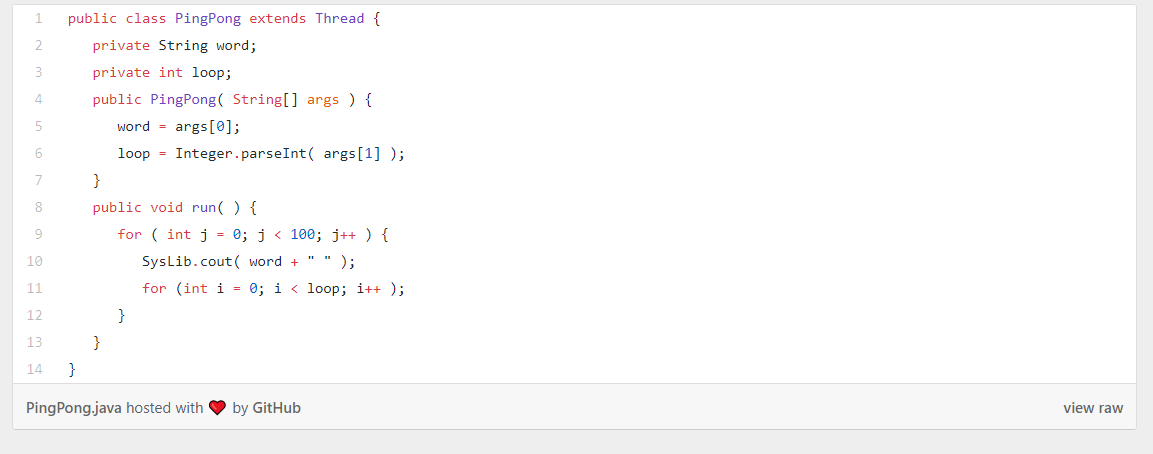 1 public class PingPong extends Thread {
2 private String word;
3 private int loop;
4 public PingPong( String[] args ) {
5 word = args[0];
6 loop = Integer.parseInt( args[1] );
7 }
8 public void run( ) {
9 for ( int j = 0; j < 100; j++ ) {
10 SysLib.cout( word + " " );
11 for (int i = 0; i < loop; i++ );
12 }
13 }
14 }
PingPong.java hosted with ❤ by GitHub view raw